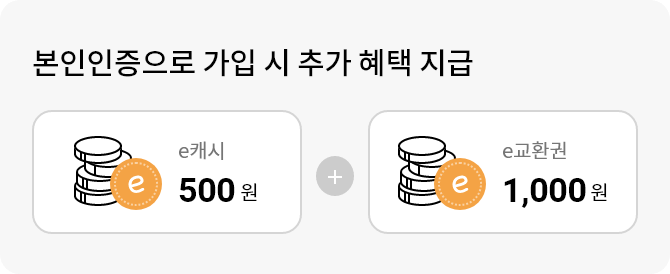 본인인증으로 가입 시 추가 혜택 지급
e캐시
500 원
e
+
e교환권
1,000 원
e